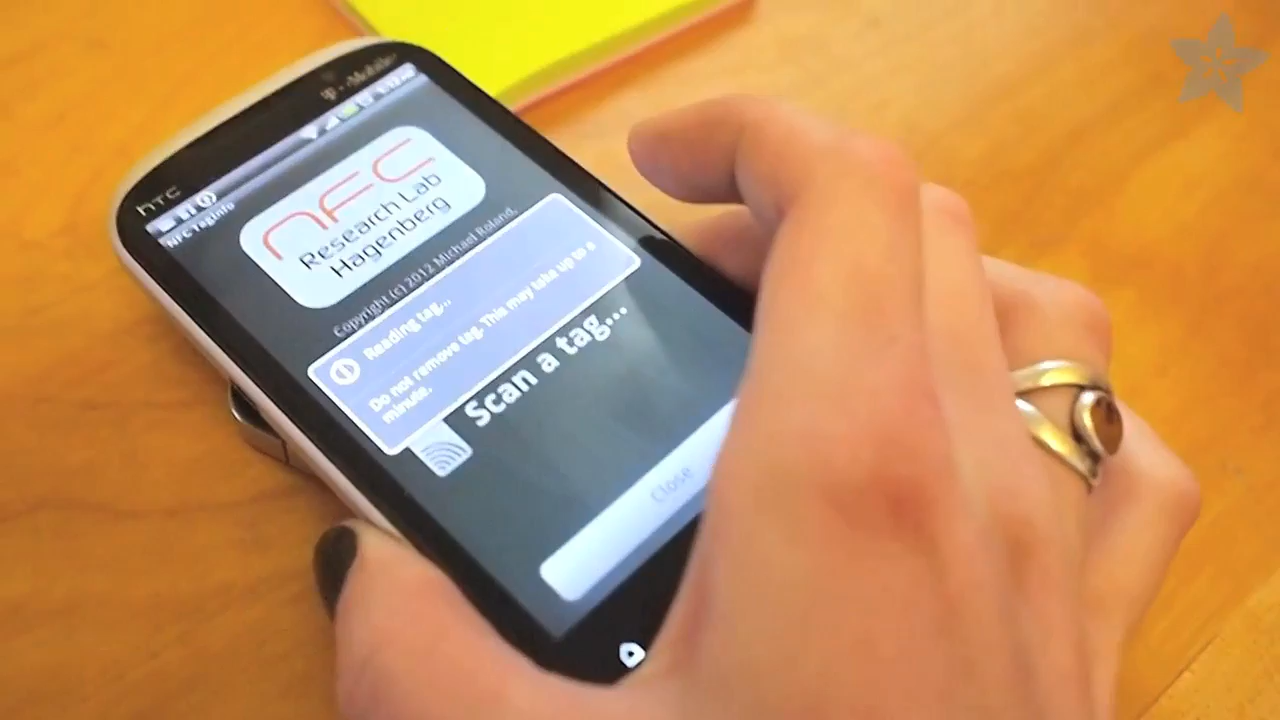 T-Mobile
hTC
NFC TagInfo
NFC
Research Lab
Hagenberg
Copyright (c) 2012 Michael Roland,
Reading tag...
Do not remove tag. This may take up to a
minute.
Scan a tag...
Close